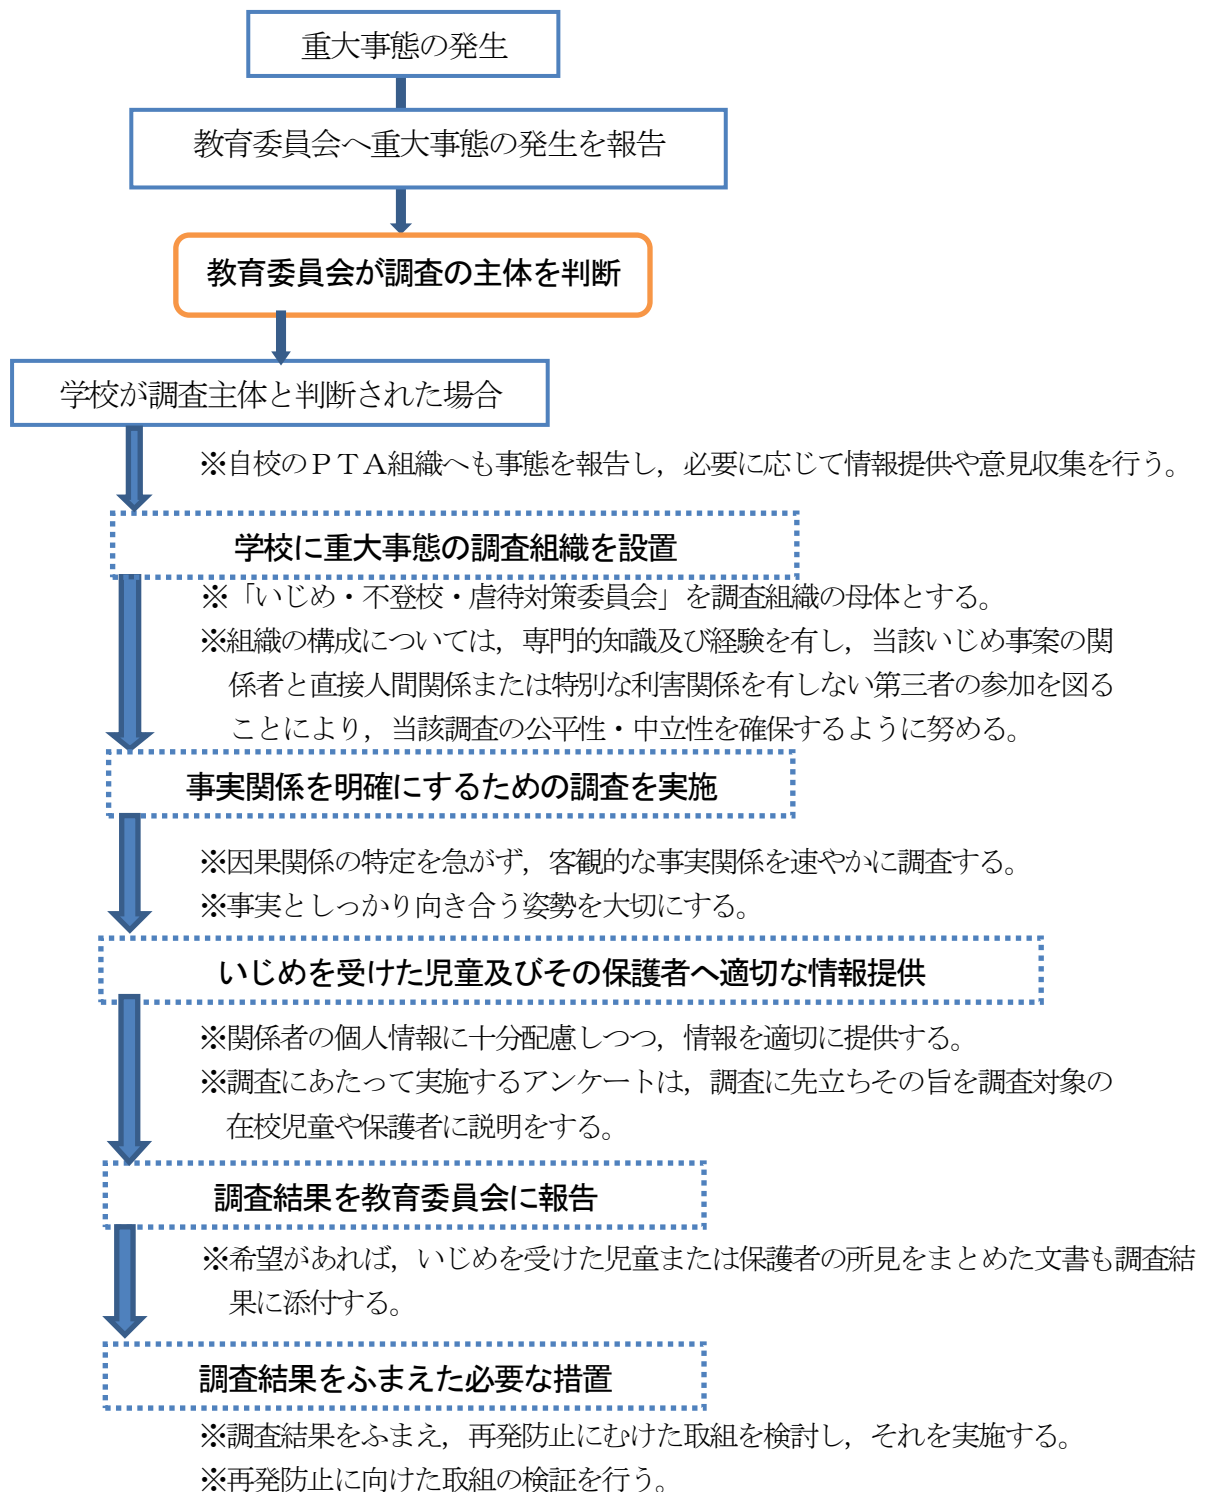 重大事態の発生
教育委員会へ重大事態の発生を報告
教育委員会が調査の主体を判断
学校が調査主体と判断された場合
※自校のＰＴＡ組織へも事態を報告し，必要に応じて情報提供や意見収集を行う。
学校に重大事態の調査組織を設置
※「いじめ・不登校・虐待対策委員会」を調査組織の母体とする。
※組織の構成については，専門的知識及び経験を有し，当該いじめ事案の関
係者と直接人間関係または特別な利害関係を有しない第三者の参加を図る
ことにより，当該調査の公平性・中立性を確保するように努める。
事実関係を明確にするための調査を実施
※因果関係の特定を急がず，客観的な事実関係を速やかに調査する。
※事実としっかり向き合う姿勢を大切にする。
いじめを受けた児童及びその保護者へ適切な情報提供
※関係者の個人情報に十分配慮しつつ，情報を適切に提供する。
※調査にあたって実施するアンケートは，調査に先立ちその旨を調査対象の
在校児童や保護者に説明をする。
調査結果を教育委員会に報告
※希望があれば，いじめを受けた児童または保護者の所見をまとめた文書も調査結
果に添付する。
調査結果をふまえた必要な措置
※調査結果をふまえ，再発防止にむけた取組を検討し，それを実施する。
※再発防止に向けた取組の検証を行う。